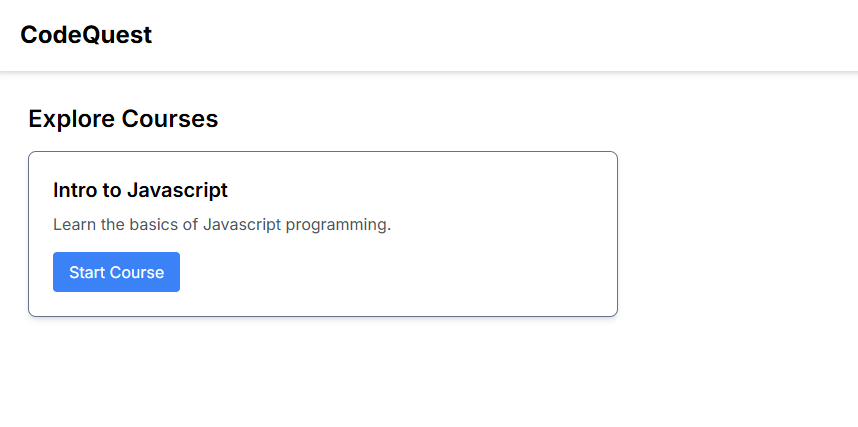 CodeQuest
Explore Courses
Intro to Javascript
Learn the basics of Javascript programming.
Start Course